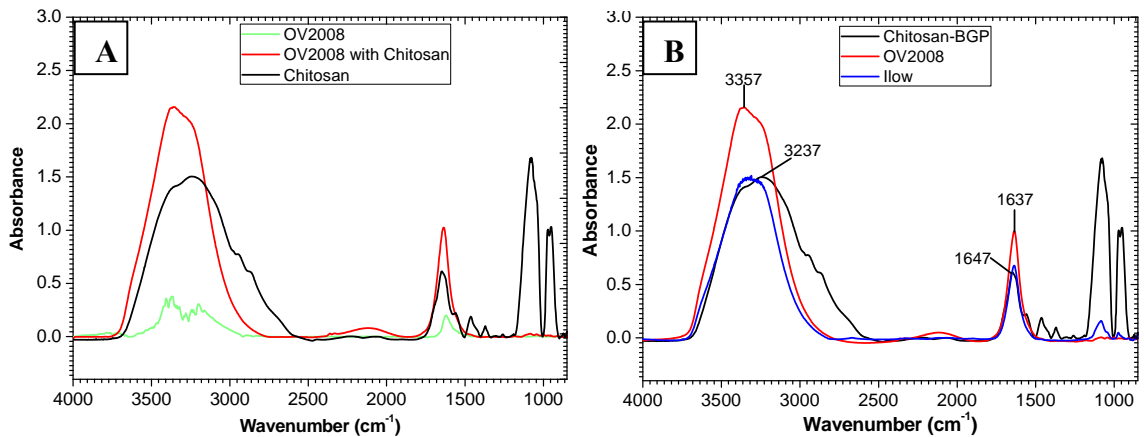 A
OV2008
OV2008 with Chitosan
Chitosan
3.0
2.5
2.0
1.5
1.0
0.5
0.0
Absorbance
4000 3500 3000 2500 2000 1500 1000
Wavenumber (cm-1)
B
Chitosan-BGP
OV2008
Ilow
3357
3237
1637
1647
3.0
2.5
2.0
1.5
1.0
0.5
0.0
Absorbance
4000 3500 3000 2500 2000 1500 1000
Wavenumber (cm-1)